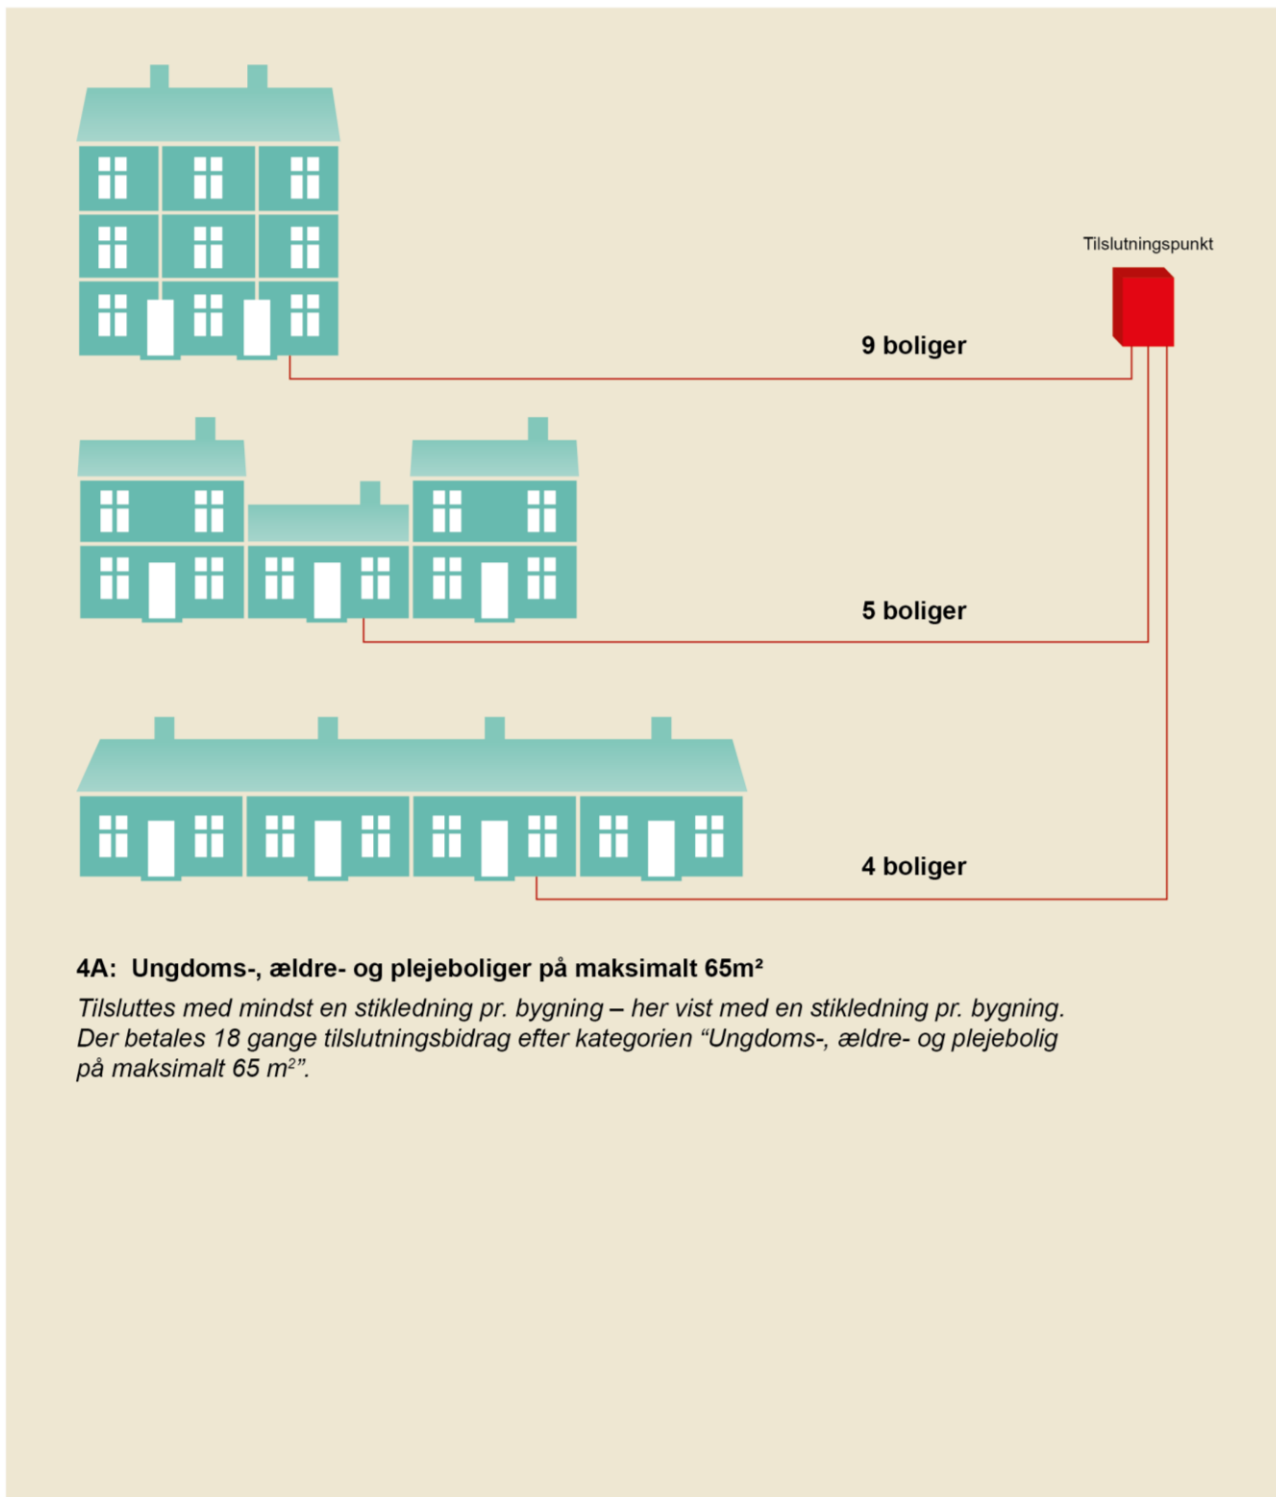 Tilslutningspunkt
9 boliger
5 boliger
4 boliger
4A: Ungdoms-, ældre- og plejeboliger på maksimalt 65m²
Tilsluttes med mindst en stikledning pr. bygning – her vist med en stikledning pr. bygning.
Der betales 18 gange tilslutningsbidrag efter kategorien “Ungdoms-, ældre- og plejebolig
på maksimalt 65 m²”.